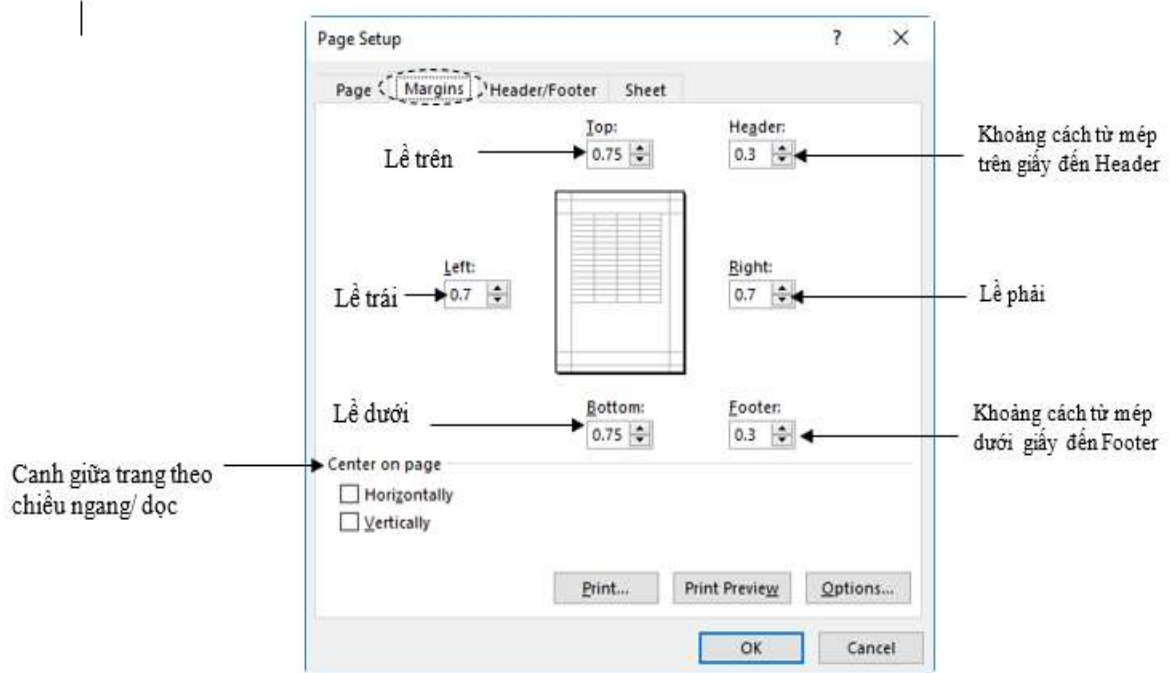 Page Setup
Page Margins Header/Footer Sheet
Top: Header:
Lề trên 0.75 0.3 Khoảng cách từ mép
trên giấy đến Header
Left: Right:
Lề trái 0.7 0.7 Lề phải
Lề dưới Bottom: Footer: Khoảng cách từ mép
0.75 0.3 dưới giấy đến Footer
Center on page
Canh giữa trang theo
chiều ngang/ dọc
Horizontally
Vertically
Print... Print Preview Options...
OK Cancel